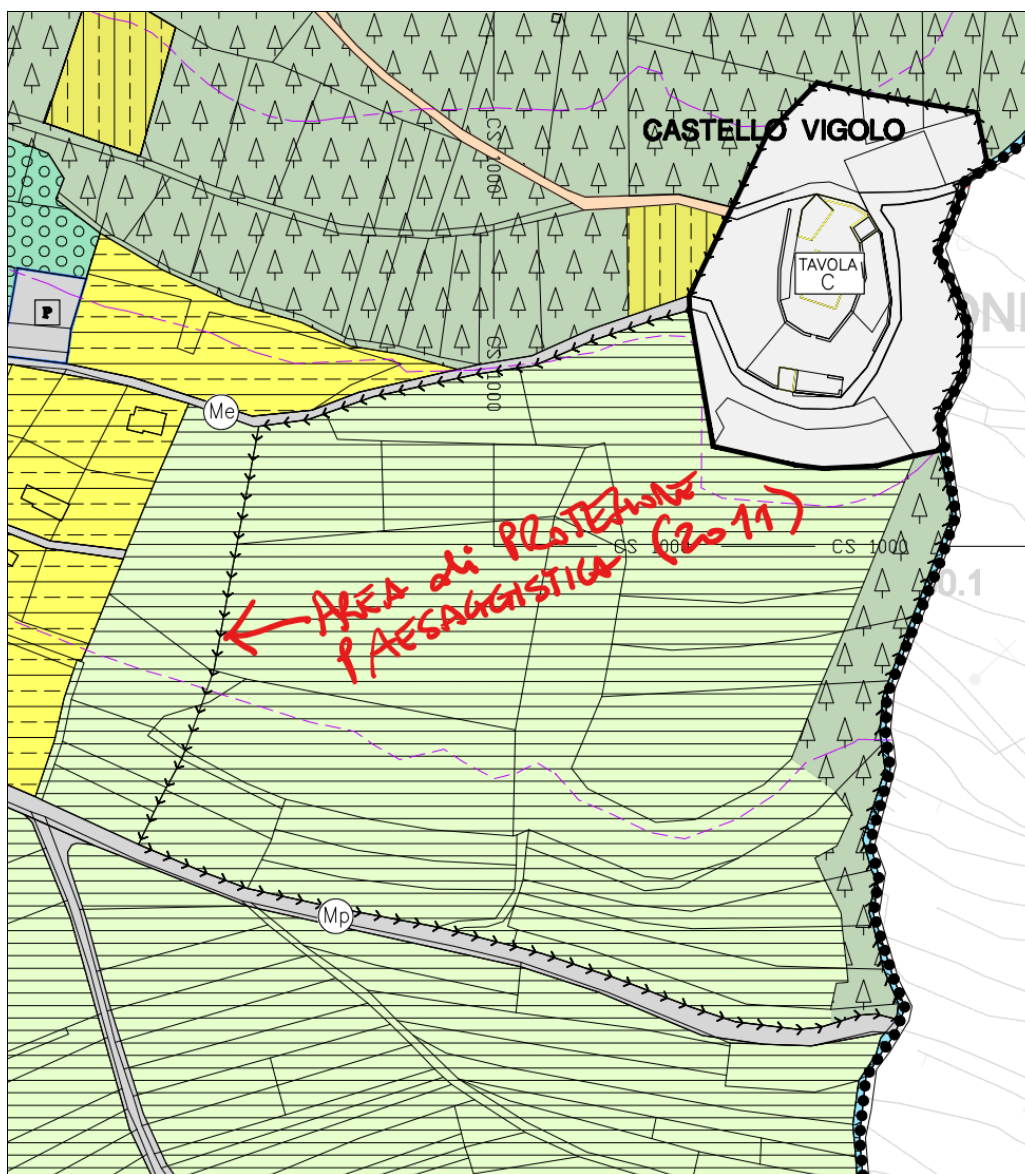 CS 1000
CASTELLO VIGOLO
TAVOLA
C
P
CS 1000
Me
AREA di PROTEZIONE
PAESAGGISTICA (2011)
CS 1000
CS 1000
0.1
Mp